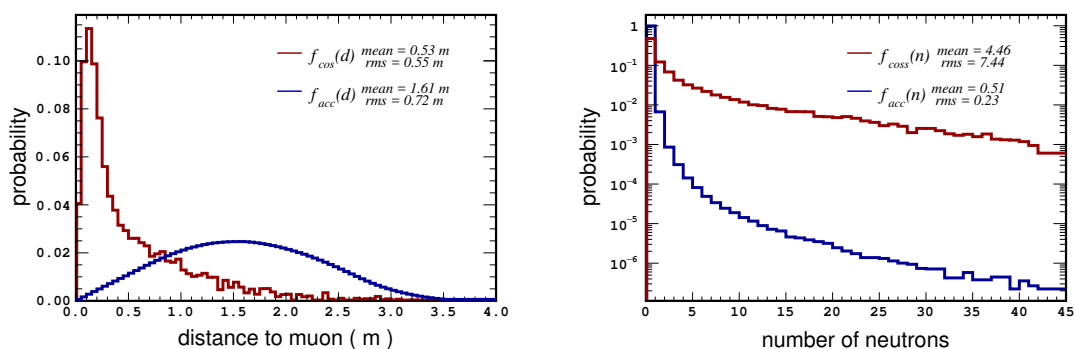 probability
0.10
0.08
0.06
0.04
0.02
0.00
f_cos(d) mean = 0.53 m
rms = 0.55 m
f_acc(d) mean = 1.61 m
rms = 0.72 m
0.0 0.5 1.0 1.5 2.0 2.5 3.0 3.5 4.0
distance to muon ( m )
probability
1
10⁻¹
10⁻²
10⁻³
10⁻⁴
10⁻⁵
10⁻⁶
f_coss(n) mean = 4.46
rms = 7.44
f_acc(n) mean = 0.51
rms = 0.23
0 5 10 15 20 25 30 35 40 45
number of neutrons